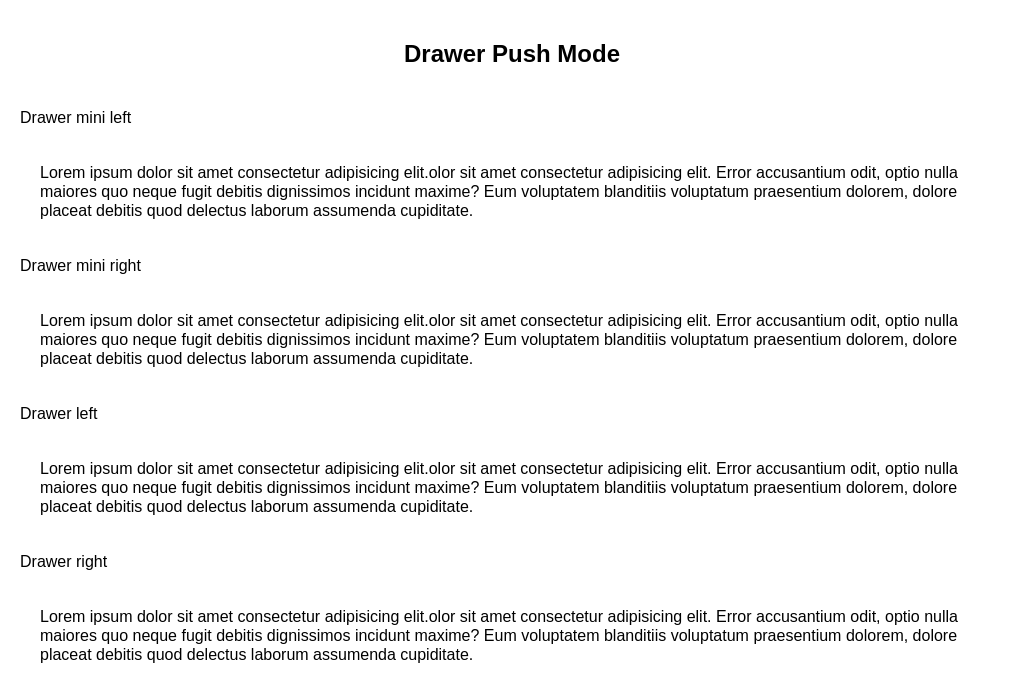 Drawer Push Mode
Drawer mini left
Lorem ipsum dolor sit amet consectetur adipisicing elit.olor sit amet consectetur adipisicing elit. Error accusantium odit, optio nulla
maiores quo neque fugit debitis dignissimos incidunt maxime? Eum voluptatem blanditiis voluptatum praesentium dolorem, dolore
placeat debitis quod delectus laborum assumenda cupiditate.
Drawer mini right
Lorem ipsum dolor sit amet consectetur adipisicing elit.olor sit amet consectetur adipisicing elit. Error accusantium odit, optio nulla
maiores quo neque fugit debitis dignissimos incidunt maxime? Eum voluptatem blanditiis voluptatum praesentium dolorem, dolore
placeat debitis quod delectus laborum assumenda cupiditate.
Drawer left
Lorem ipsum dolor sit amet consectetur adipisicing elit.olor sit amet consectetur adipisicing elit. Error accusantium odit, optio nulla
maiores quo neque fugit debitis dignissimos incidunt maxime? Eum voluptatem blanditiis voluptatum praesentium dolorem, dolore
placeat debitis quod delectus laborum assumenda cupiditate.
Drawer right
Lorem ipsum dolor sit amet consectetur adipisicing elit.olor sit amet consectetur adipisicing elit. Error accusantium odit, optio nulla
maiores quo neque fugit debitis dignissimos incidunt maxime? Eum voluptatem blanditiis voluptatum praesentium dolorem, dolore
placeat debitis quod delectus laborum assumenda cupiditate.